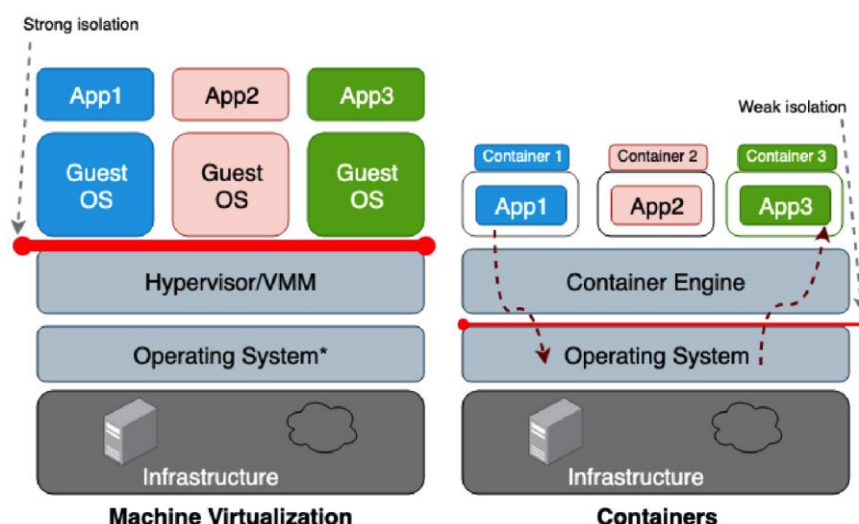 Strong isolation
App1
App2
App3
Guest
OS
Guest
OS
Guest
OS
Hypervisor/VMM
Operating System*
Infrastructure
Machine Virtualization
Weak isolation
Container 1
Container 2
Container 3
App1
App2
App3
Container Engine
Operating System
Infrastructure
Containers